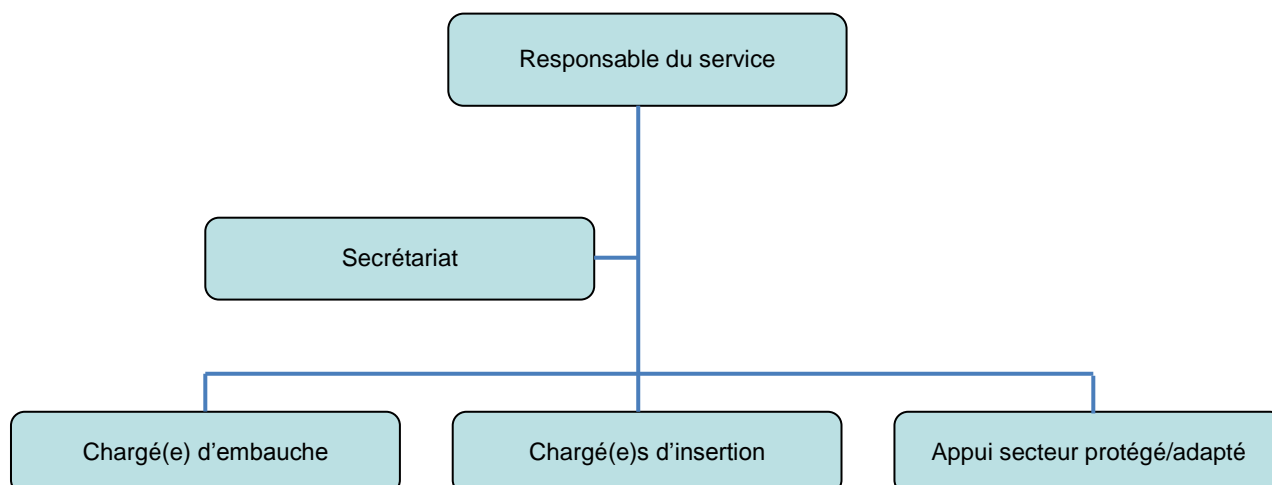 Responsable du service
Secrétariat
Chargé(e) d’embauche
Chargé(e)s d’insertion
Appui secteur protégé/adapté